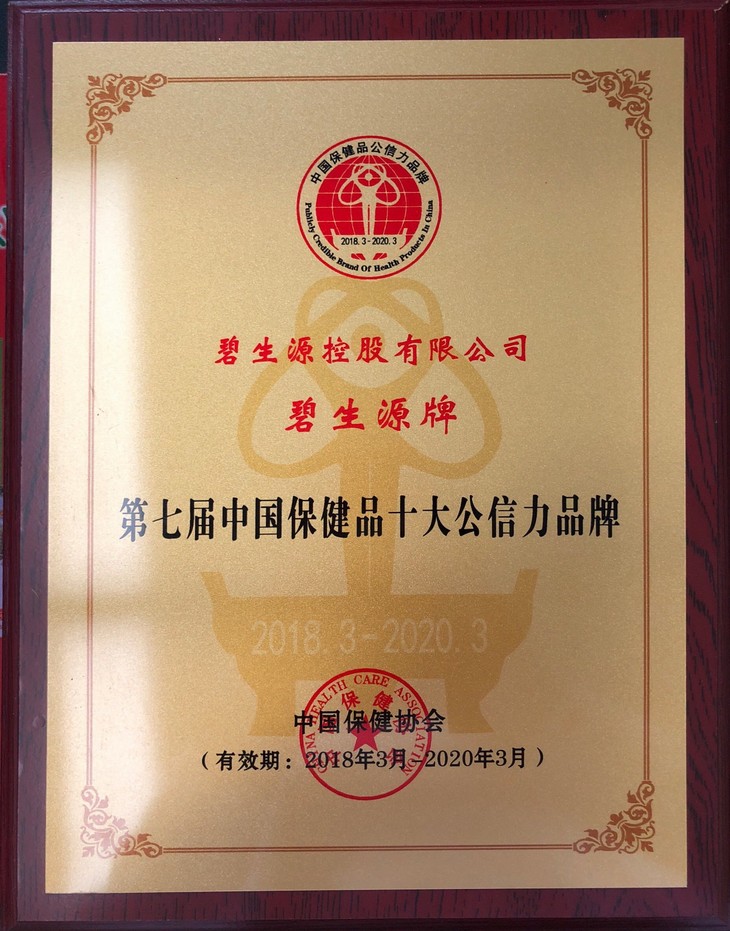 中国保健品公信力品牌
2018.3-2020.3
Publicly Credible Brand Of Health Products In China
碧生源控股有限公司
碧生源牌
第七届中国保健品十大公信力品牌
2018.3-2020.3
CHINA HEALTH CARE ASSOCIATION
中国保健协会
(有效期：2018年3月-2020年3月)